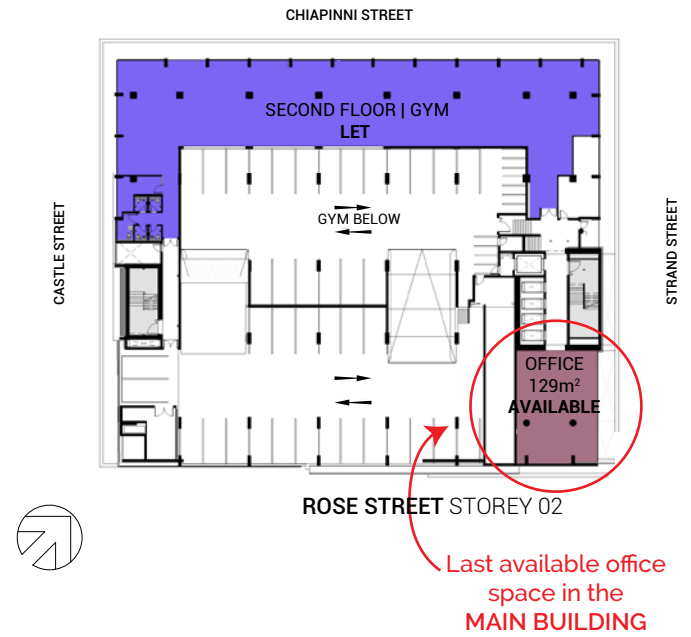 CHIAPINNI STREET
SECOND FLOOR | GYM
LET
GYM BELOW
CASTLE STREET
STRAND STREET
OFFICE
129m²
AVAILABLE
ROSE STREET STOREY 02
Last available office
space in the
MAIN BUILDING